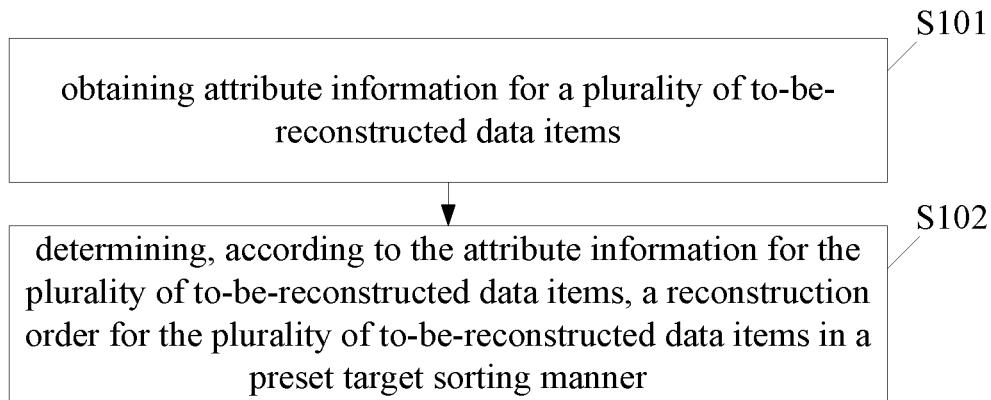 S101
obtaining attribute information for a plurality of to-be-
reconstructed data items
S102
determining, according to the attribute information for the
plurality of to-be-reconstructed data items, a reconstruction
order for the plurality of to-be-reconstructed data items in a
preset target sorting manner